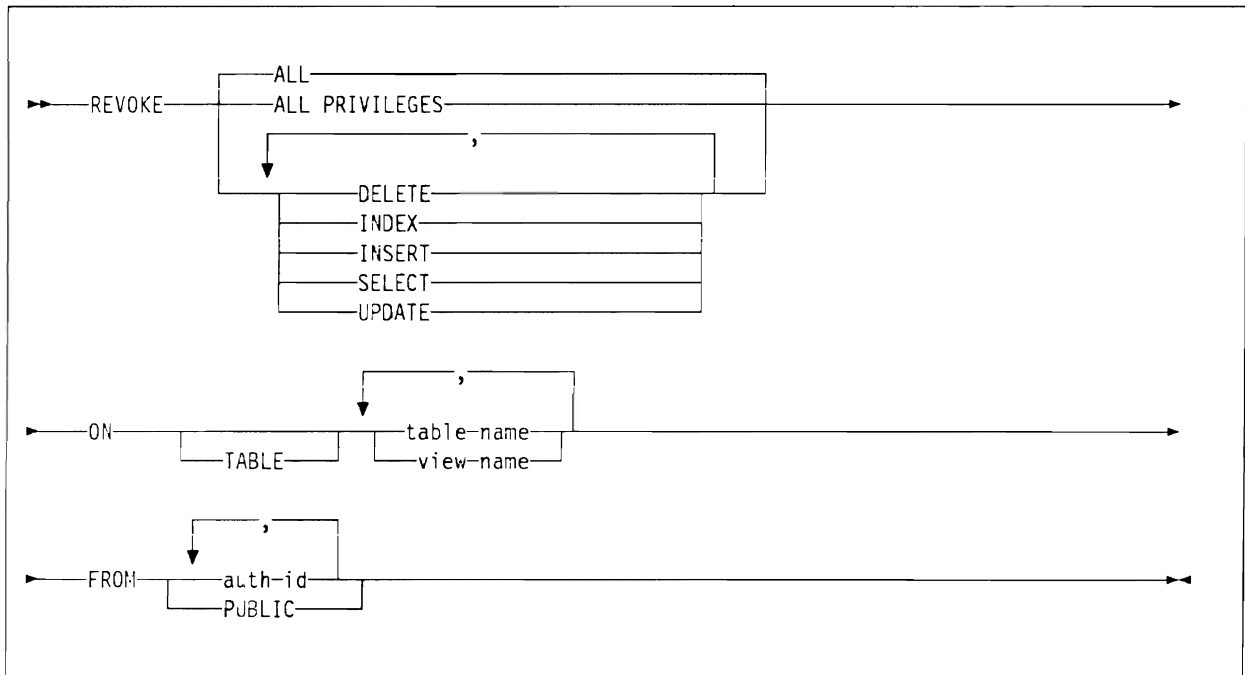 ALL
REVOKE ALL PRIVILEGES
,
DELETE
INDEX
INSERT
SELECT
UPDATE
,
ON table-name
TABLE view-name
,
FROM auth-id
PUBLIC